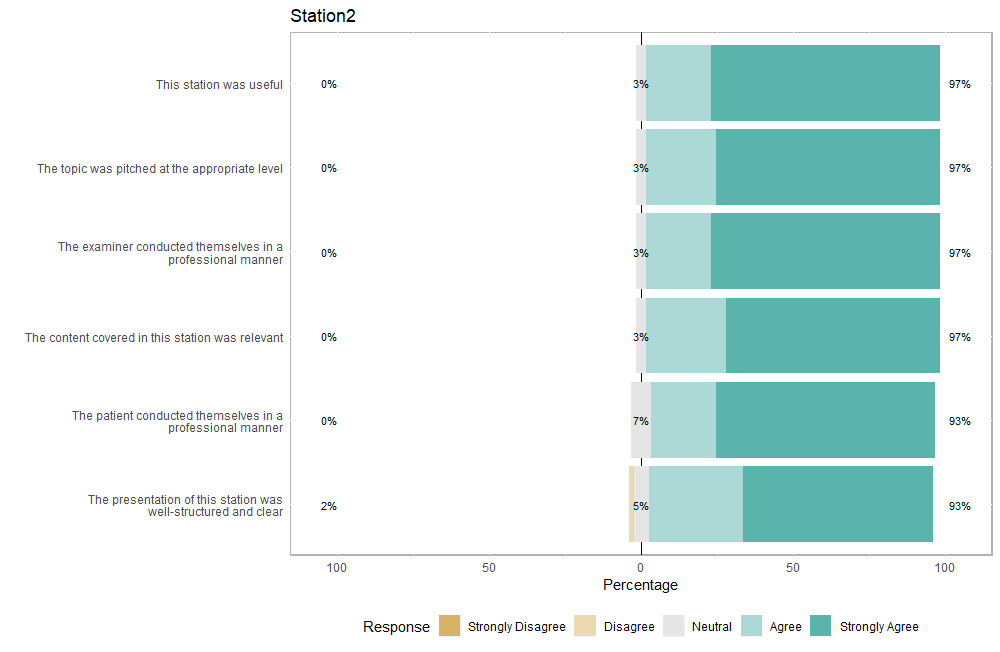 Station2
This station was useful
0%
3%
97%
The topic was pitched at the appropriate level
0%
3%
97%
The examiner conducted themselves in a
professional manner
0%
3%
97%
The content covered in this station was relevant
0%
3%
97%
The patient conducted themselves in a
professional manner
0%
7%
93%
The presentation of this station was
well-structured and clear
2%
5%
93%
100 50 0 50 100
Percentage
Response Strongly Disagree Disagree Neutral Agree Strongly Agree